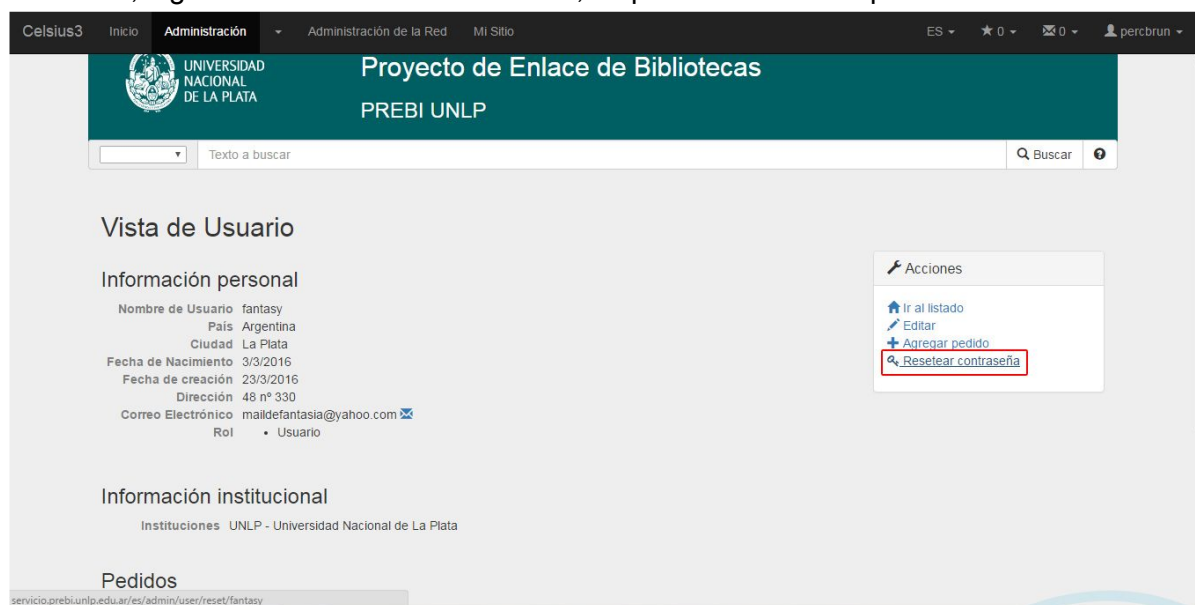 Celsius3 Inicio Administración Administración de la Red Mi Sitio ES 0 0 percbrun
UNIVERSIDAD
NACIONAL
DE LA PLATA
Proyecto de Enlace de Bibliotecas
PREBI UNLP
Texto a buscar Buscar
Vista de Usuario
Información personal
Nombre de Usuario fantasy
País Argentina
Ciudad La Plata
Fecha de Nacimiento 3/3/2016
Fecha de creación 23/3/2016
Dirección 48 nº 330
Correo Electrónico maildefantasia@yahoo.com
Rol • Usuario
Acciones
Ir al listado
Editar
Agregar pedido
Resetear contraseña
Información institucional
Instituciones UNLP - Universidad Nacional de La Plata
Pedidos
servicio.prebi.unlp.edu.ar/es/admin/user/reset/fantasy